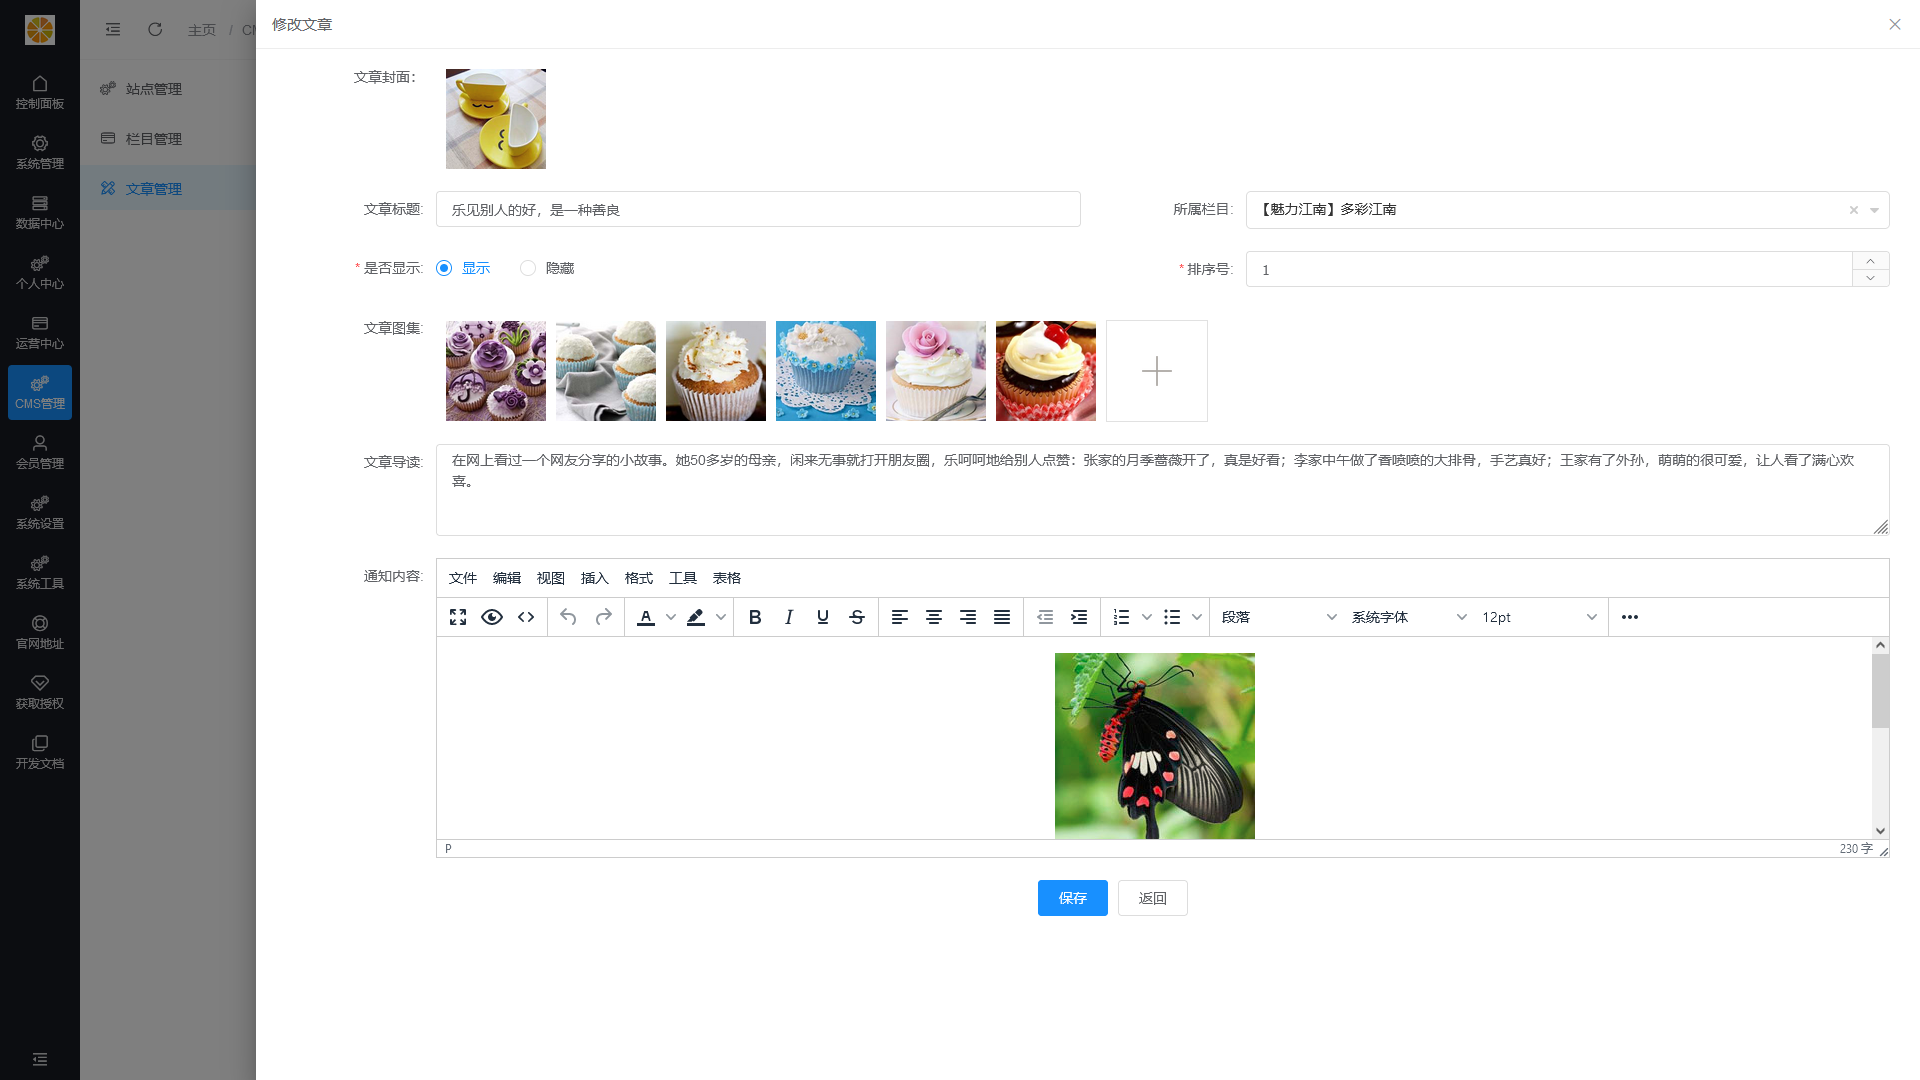 修改文章
主页 / CM
控制面板
系统管理
数据中心
个人中心
运营中心
CMS管理
会员管理
系统设置
系统工具
官网地址
获取授权
开发文档
站点管理
栏目管理
文章管理
文章封面：
文章标题: 乐见别人的好，是一种善良
所属栏目: 【魅力江南】多彩江南
* 是否显示: 显示 隐藏
* 排序号: 1
文章图集:
文章导读: 在网上看过一个网友分享的小故事。她50多岁的母亲，闲来无事就打开朋友圈，乐呵呵地给别人点赞：张家的月季蔷薇开了，真是好看；李家中午做了香喷喷的大排骨，手艺真好；王家有了外孙，萌萌的很可爱，让人看了满心欢
喜。
通知内容: 文件 编辑 视图 插入 格式 工具 表格
段落 系统字体 12pt
P 230 字
保存 返回